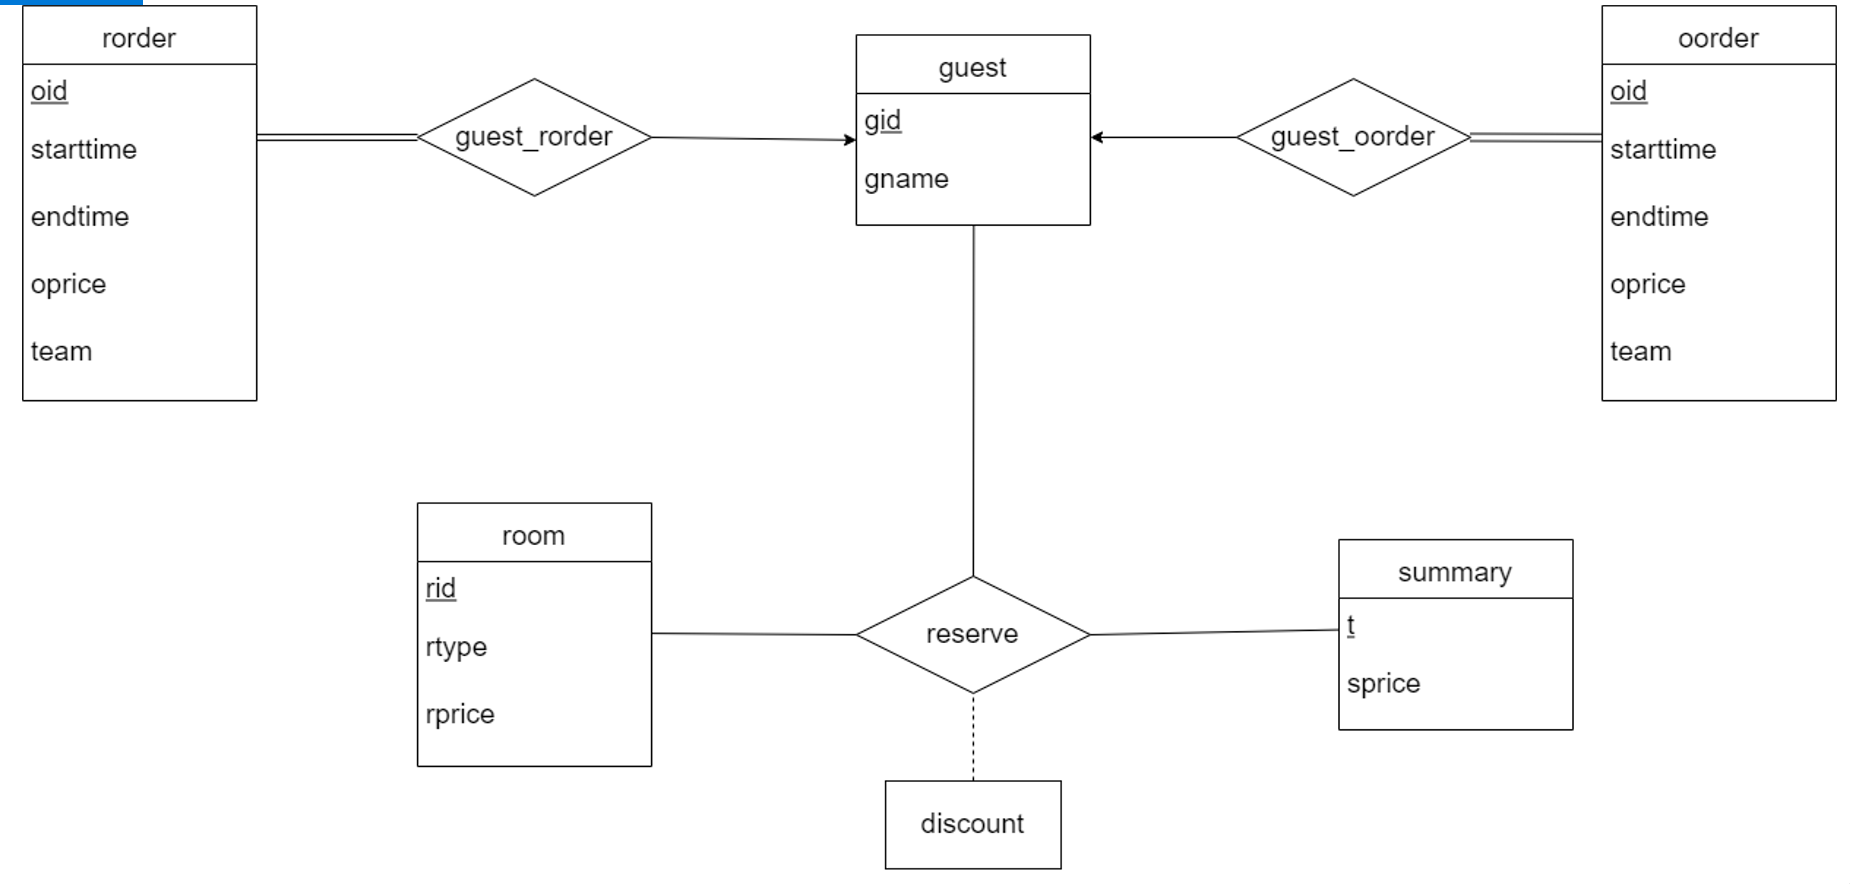 rorder
oid
starttime
endtime
oprice
team
guest_rorder
guest
gid
gname
guest_oorder
oorder
oid
starttime
endtime
oprice
team
room
rid
rtype
rprice
reserve
summary
t
sprice
discount